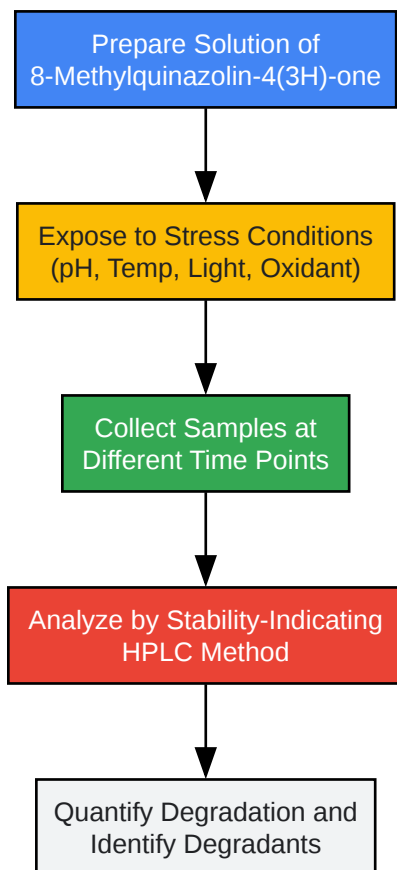 Prepare Solution of
8-Methylquinazolin-4(3H)-one
Expose to Stress Conditions
(pH, Temp, Light, Oxidant)
Collect Samples at
Different Time Points
Analyze by Stability-Indicating
HPLC Method
Quantify Degradation and
Identify Degradants